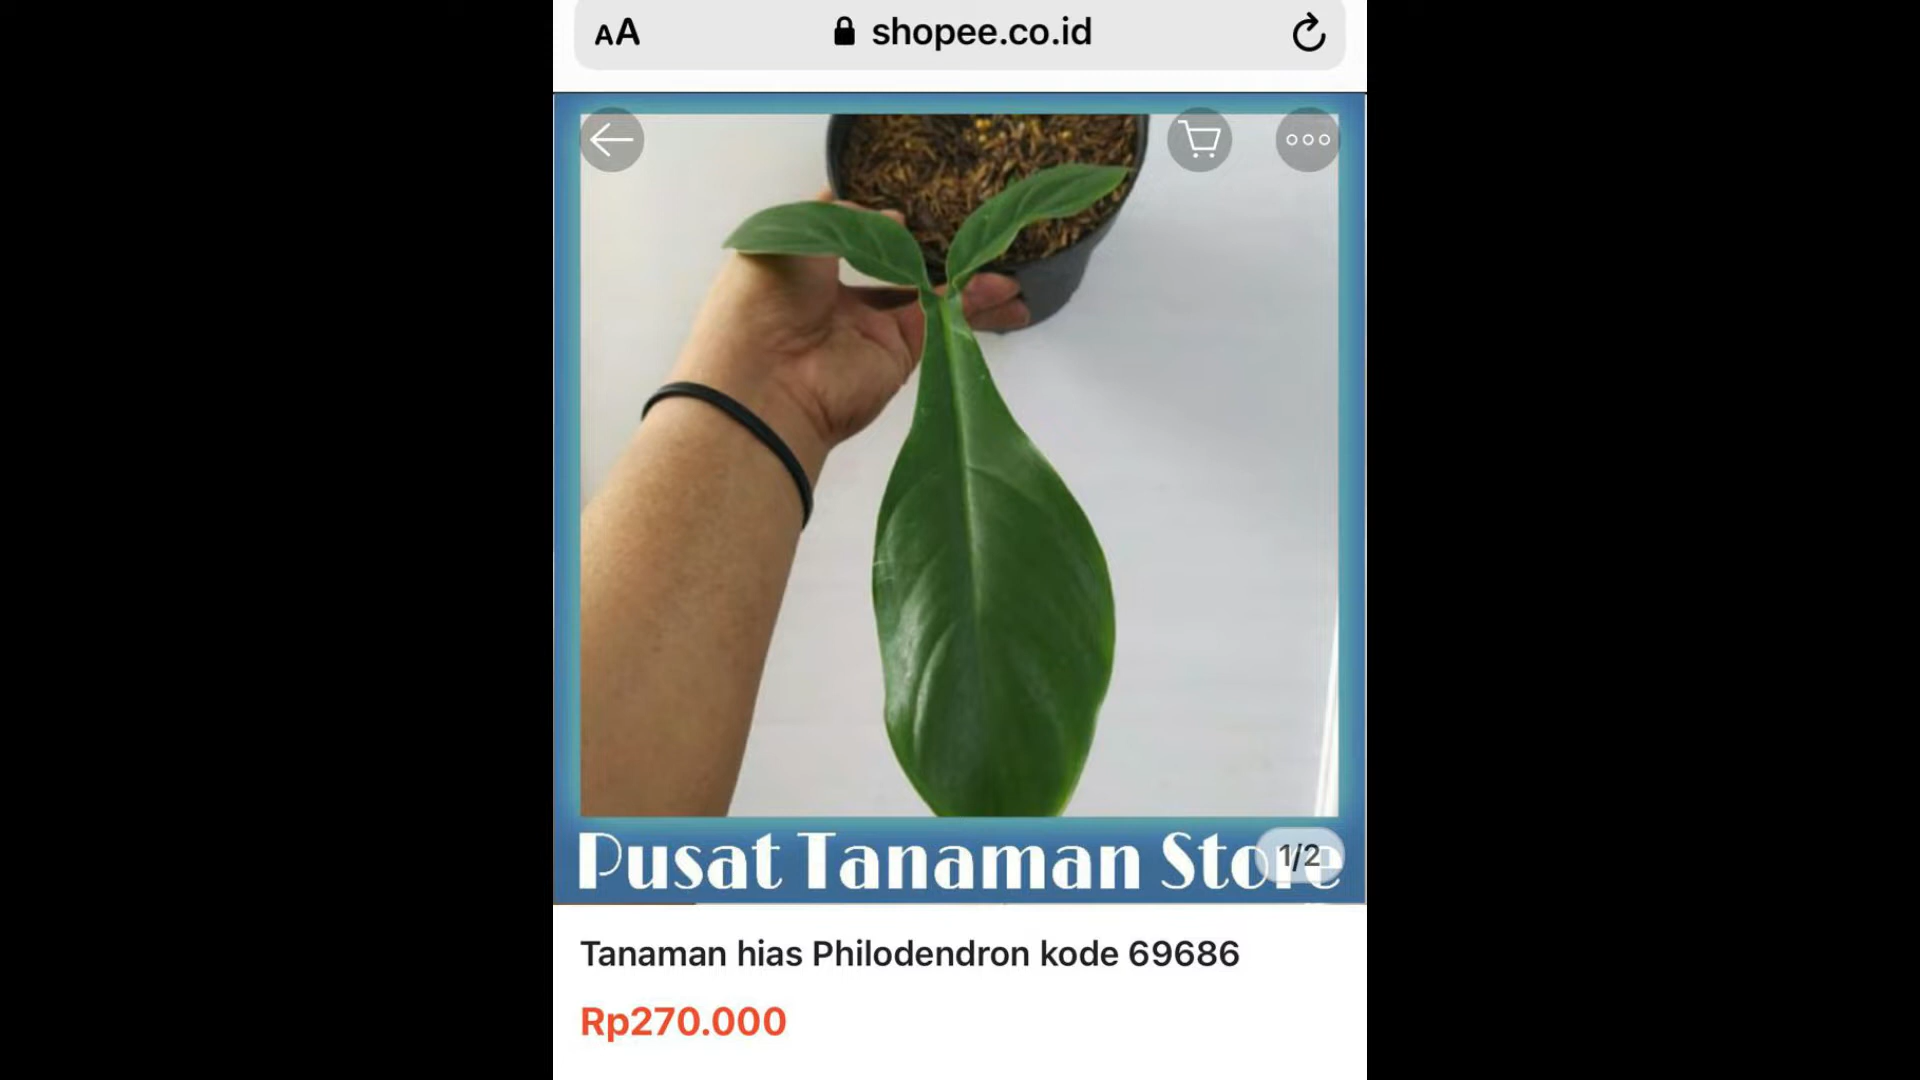 AA shopee.co.id
Pusat Tanaman Store
1/2
Tanaman hias Philodendron kode 69686
Rp270.000